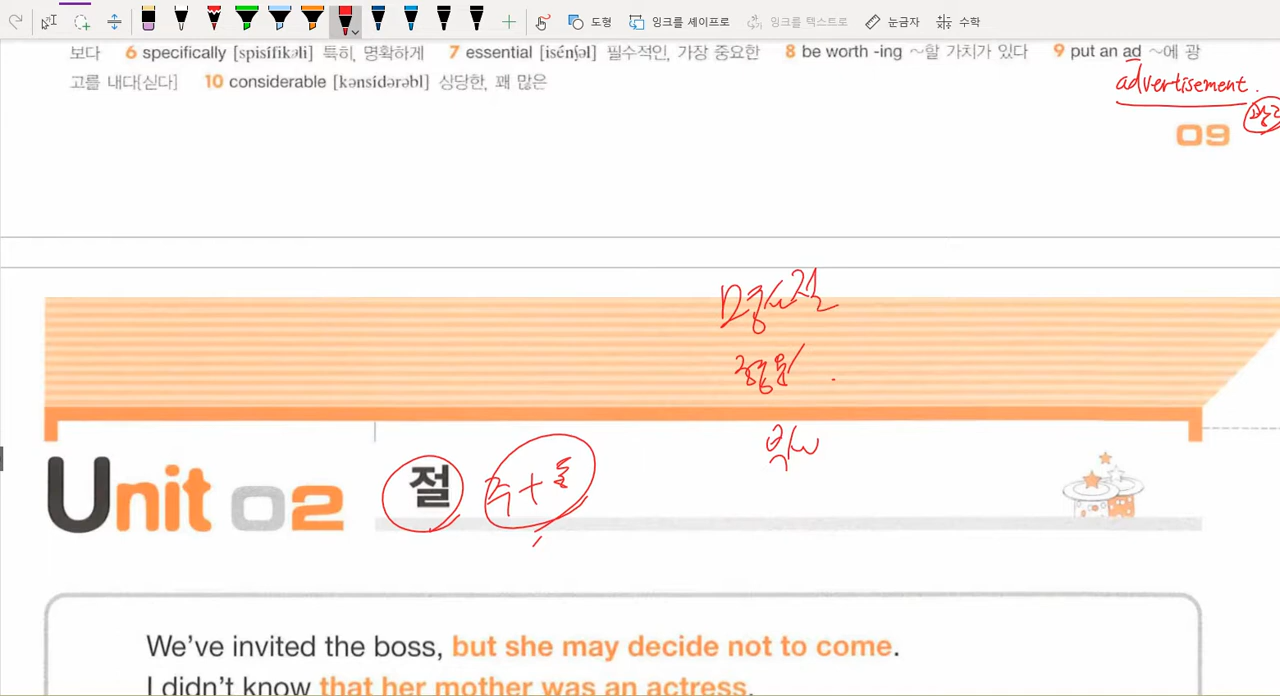 도형 잉크를 셰이프로 잉크를 텍스트로 눈금자 수학
보다 6 specifically [spisífikəli] 특히, 명확하게 7 essential [isénʃəl] 필수적인, 가장 중요한 8 be worth -ing ~할 가치가 있다 9 put an ad ~에 광
고를 내다[싣다] 10 considerable [kənsídərəbl] 상당한, 꽤 많은
advertisement.
09
명사절
형용
부사
Unit 02 절 주+동
We've invited the boss, but she may decide not to come.
I didn't know that her mother was an actress.